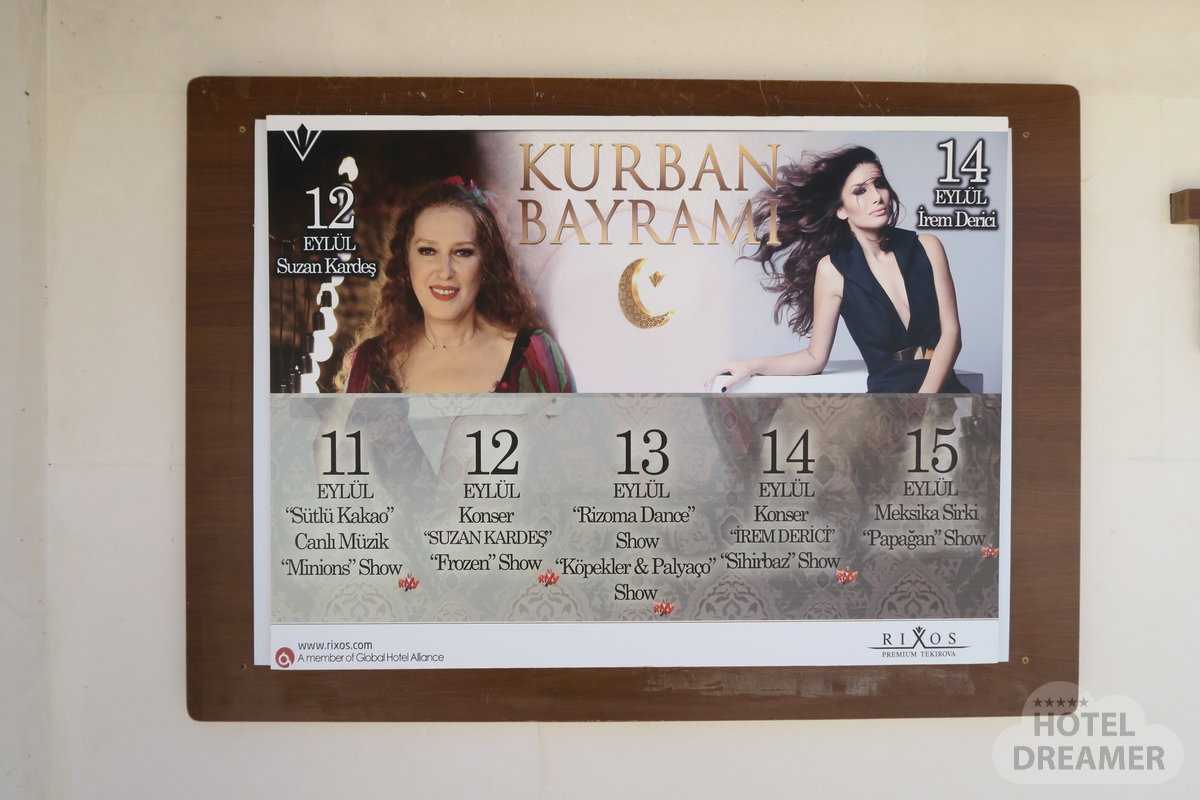 KURBAN
BAYRAMI
12
EYLÜL
Suzan Kardeş
14
EYLÜL
İrem Derici
11
EYLÜL
"Sütlü Kakao"
Canlı Müzik
"Minions" Show
12
EYLÜL
Konser
"SUZAN KARDEŞ"
"Frozen" Show
13
EYLÜL
"Rizoma Dance"
Show
"Köpekler & Palyaço"
Show
14
EYLÜL
Konser
"İREM DERİCİ"
"Sihirbaz" Show
15
EYLÜL
Meksika Sirki
"Papağan" Show
www.rixos.com
A member of Global Hotel Alliance
RIXOS
PREMIUM TEKIROVA
HOTEL
DREAMER